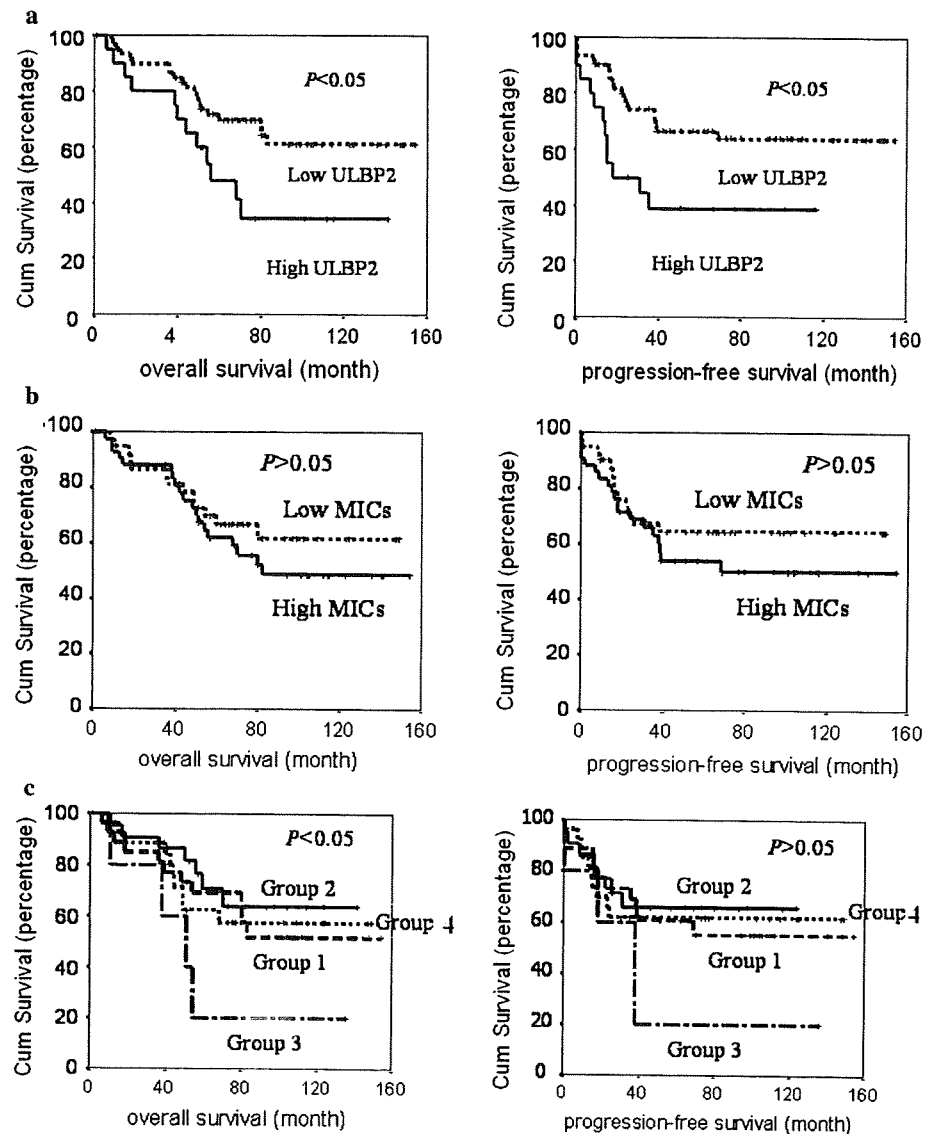 a
Cum Survival (percentage)
100
80
60
40
20
0
P<0.05
Low ULBP2
High ULBP2
0 4 80 120 160
overall survival (month)
Cum Survival (percentage)
100
80
60
40
20
0
P<0.05
Low ULBP2
High ULBP2
0 40 80 120 160
progression-free survival (month)
b
Cum Survival (percentage)
100
80
60
40
20
0
P>0.05
Low MICs
High MICs
0 40 80 120 160
overall survival (month)
Cum Survival (percentage)
100
80
60
40
20
0
P>0.05
Low MICs
High MICs
0 40 80 120 160
progression-free survival (month)
c
Cum Survival (percentage)
100
80
60
40
20
0
P<0.05
Group 2
Group 4
Group 1
Group 3
0 40 80 120 160
overall survival (month)
Cum Survival (percentage)
100
80
60
40
20
0
P>0.05
Group 2
Group 4
Group 1
Group 3
0 40 80 120 160
progression-free survival (month)